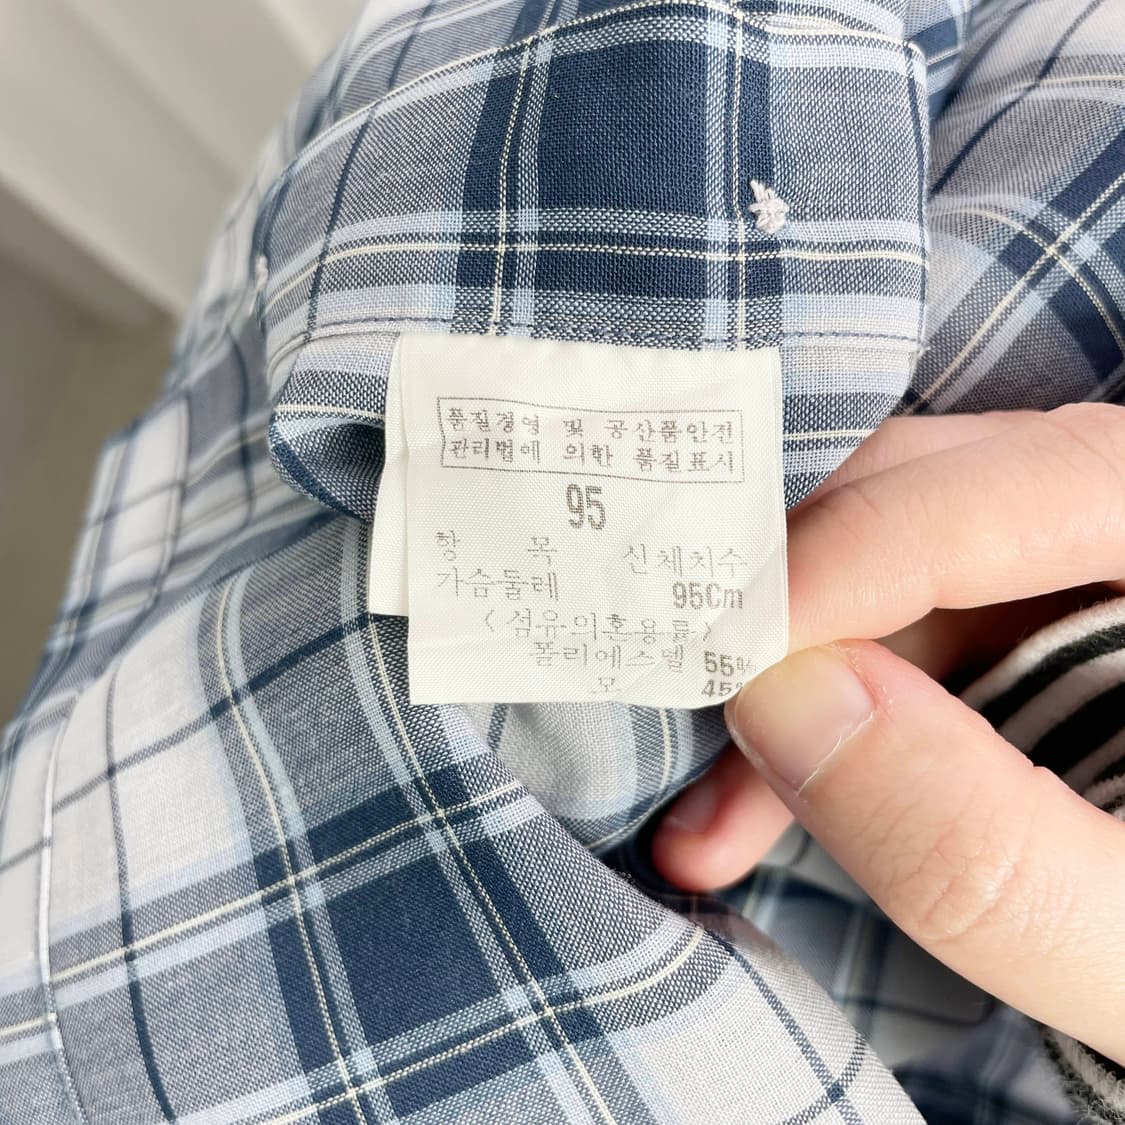 품질경영 및 공산품안전
관리법에 의한 품질표시
95
항 목 신체치수
가슴둘레 95Cm
(섬유의혼용률)
폴리에스텔 55%
모 45%